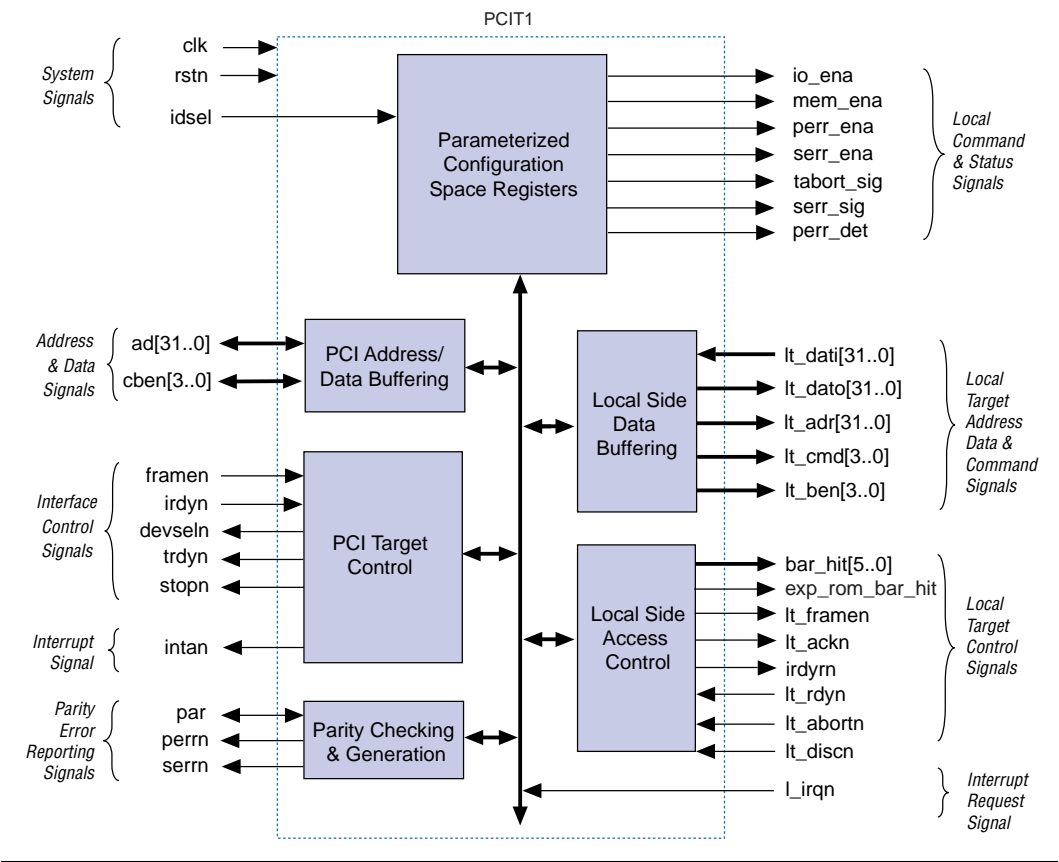 PCIT1
System
Signals
clk
rstn
idsel
Parameterized
Configuration
Space Registers
io_ena
mem_ena
perr_ena
serr_ena
tabort_sig
serr_sig
perr_det
Local
Command
& Status
Signals
Address
& Data
Signals
ad[31..0]
cben[3..0]
PCI Address/
Data Buffering
Local Side
Data
Buffering
lt_dati[31..0]
lt_dato[31..0]
lt_adr[31..0]
lt_cmd[3..0]
lt_ben[3..0]
Local
Target
Address
Data &
Command
Signals
Interface
Control
Signals
framen
irdyn
devseln
trdyn
stopn
PCI Target
Control
Interrupt
Signal
intan
Local Side
Access
Control
bar_hit[5..0]
exp_rom_bar_hit
lt_framen
lt_ackn
irdyrn
lt_rdyn
lt_abortn
lt_discn
Local
Target
Control
Signals
Parity
Error
Reporting
Signals
par
perrn
serrn
Parity Checking
& Generation
l_irqn
Interrupt
Request
Signal